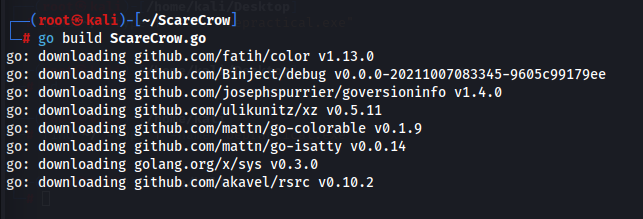 /home/kali/Desktop
┌──(root㉿kali)-[~/ScareCrow]
└─# go build ScareCrow.go
go: downloading github.com/fatih/color v1.13.0
go: downloading github.com/Binject/debug v0.0.0-20211007083345-9605c99179ee
go: downloading github.com/josephspurrier/goversioninfo v1.4.0
go: downloading github.com/ulikunitz/xz v0.5.11
go: downloading github.com/mattn/go-colorable v0.1.9
go: downloading github.com/mattn/go-isatty v0.0.14
go: downloading golang.org/x/sys v0.3.0
go: downloading github.com/akavel/rsrc v0.10.2